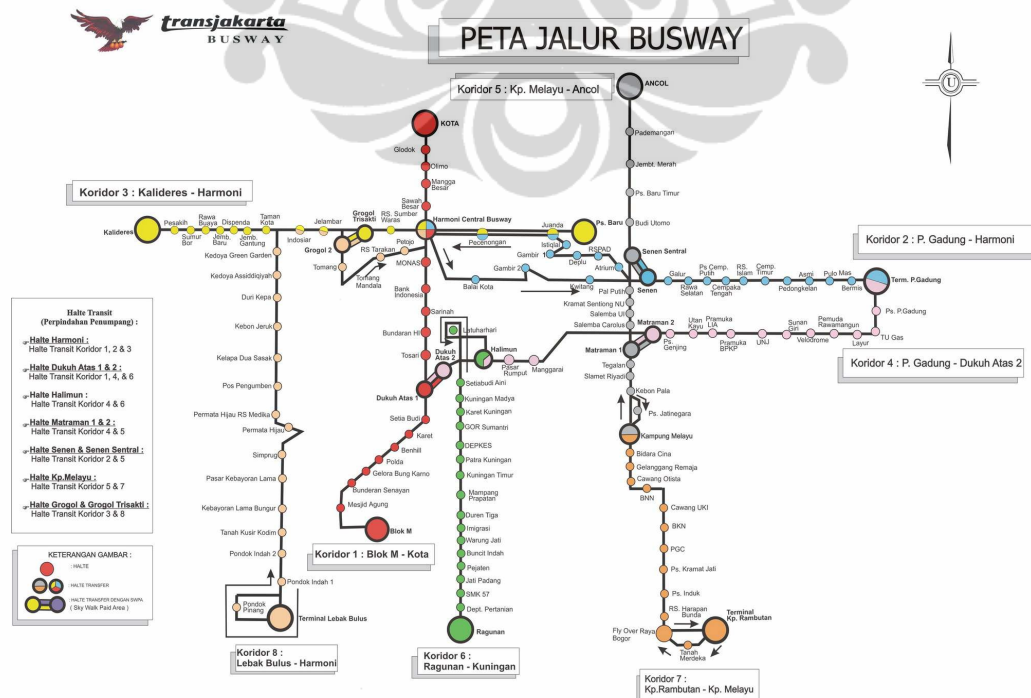 transjakarta
BUSWAY
PETA JALUR BUSWAY
U
Koridor 5 : Kp. Melayu - Ancol
ANCOL
KOTA
Pademangan
Glodok
Olimo
Jembt. Merah
Mangga
Besar
Koridor 3 : Kalideres - Harmoni
Ps. Baru Timur
Sawah
Besar
Kalideres
Pesakih
Sumur
Bor
Rawa
Buaya
Jemb.
Baru
Dispenda
Jemb.
Gantung
Taman
Kota
Indosiar
Jelambar
Grogol
Trisakti
RS. Sumber
Waras
Harmoni Central Busway
Pecenongan
Juanda
Ps. Baru
Budi Utomo
Koridor 2 : P. Gadung - Harmoni
Grogol 2
RS Tarakan
Petojo
Tomang
Tomang
Mandala
MONAS
Istiqlal
Gambir 1
Deplu
RSPAD
Gambir 2
Atrium
Senen Sentral
Senen
Balai Kota
Kwitang
Galur
Rawa
Selatan
Ps Cemp.
Putih
Cempaka
Tengah
RS.
Islam
Cemp.
Timur
Pedongkelan
Asmi
Pulo Mas
Bermis
Term. P.Gadung
Kedoya Green Garden
Kedoya Assiddiqiyah
Duri Kepa
Kebon Jeruk
Kelapa Dua Sasak
Pos Pengumben
Permata Hijau RS Medika
Permata Hijau
Simprug
Pasar Kebayoran Lama
Kebayoran Lama Bungur
Tanah Kusir Kodim
Pondok Indah 2
Pondok Indah 1
Pondok
Pinang
Terminal Lebak Bulus
Koridor 8 :
Lebak Bulus - Harmoni
Bank
Indonesia
Sarinah
Bundaran HI
Tosari
Dukuh
Atas 2
Dukuh Atas 1
Setia Budi
Karet
Benhill
Polda
Gelora Bung Karno
Bunderan Senayan
Mesjid Agung
Blok M
Koridor 1 : Blok M - Kota
Latuharhari
Halimun
Pasar
Rumput
Manggarai
Pal Putih
Kramat Sentiong NU
Salemba UI
Salemba Carolus
Matraman 2
Matraman 1
Ps.
Genjing
Utan
Kayu
Pramuka
LIA
Pramuka
BPKP
UNJ
Sunan
Giri
Velodrome
Pemuda
Rawamangun
Layur
TU Gas
Ps. P.Gadung
Koridor 4 : P. Gadung - Dukuh Atas 2
Setiabudi Aini
Kuningan Madya
Karet Kuningan
GOR Sumantri
DEPKES
Patra Kuningan
Kuningan Timur
Mampang
Prapatan
Duren Tiga
Imigrasi
Warung Jati
Buncit Indah
Pejaten
Jati Padang
SMK 57
Dept. Pertanian
Ragunan
Koridor 6 :
Ragunan - Kuningan
Tegalan
Slamet Riyadi
Kebon Pala
Ps. Jatinegara
Kampung Melayu
Bidara Cina
Gelanggang Remaja
Cawang Otista
BNN
Cawang UKI
BKN
PGC
Ps. Kramat Jati
Ps. Induk
RS. Harapan
Bunda
Terminal
Kp. Rambutan
Fly Over Raya
Bogor
Tanah
Merdeka
Koridor 7 :
Kp.Rambutan - Kp. Melayu
Halte Transit
(Perpindahan Penumpang) :
Halte Harmoni :
Halte Transit Koridor 1, 2 & 3
Halte Dukuh Atas 1 & 2 :
Halte Transit Koridor 1, 4, & 6
Halte Halimun :
Halte Transit Koridor 4 & 6
Halte Matraman 1 & 2 :
Halte Transit Koridor 4 & 5
Halte Senen & Senen Sentral :
Halte Transit Koridor 2 & 5
Halte Kp.Melayu :
Halte Transit Koridor 5 & 7
Halte Grogol & Grogol Trisakti :
Halte Transit Koridor 3 & 8
KETERANGAN GAMBAR :
: HALTE
: HALTE TRANSFER
: HALTE TRANSFER DENGAN SWPA
( Sky Walk Paid Area )